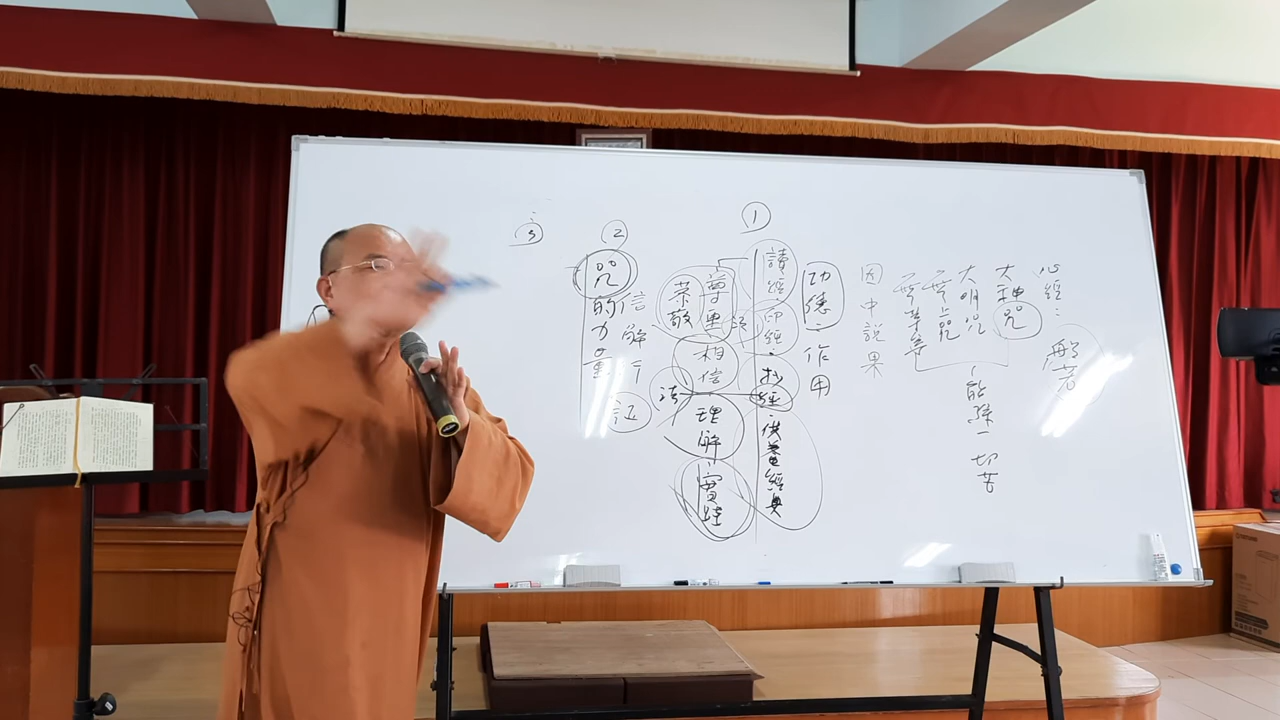 心經：
般若
大神咒
大明咒
無上咒
無等等
能除一切苦
因中說果
功德：作用
①
讀經．印經．抄經．供養經典
尊重
恭敬
相信
理解
實踐
法
②
咒的力量
信解行証
③